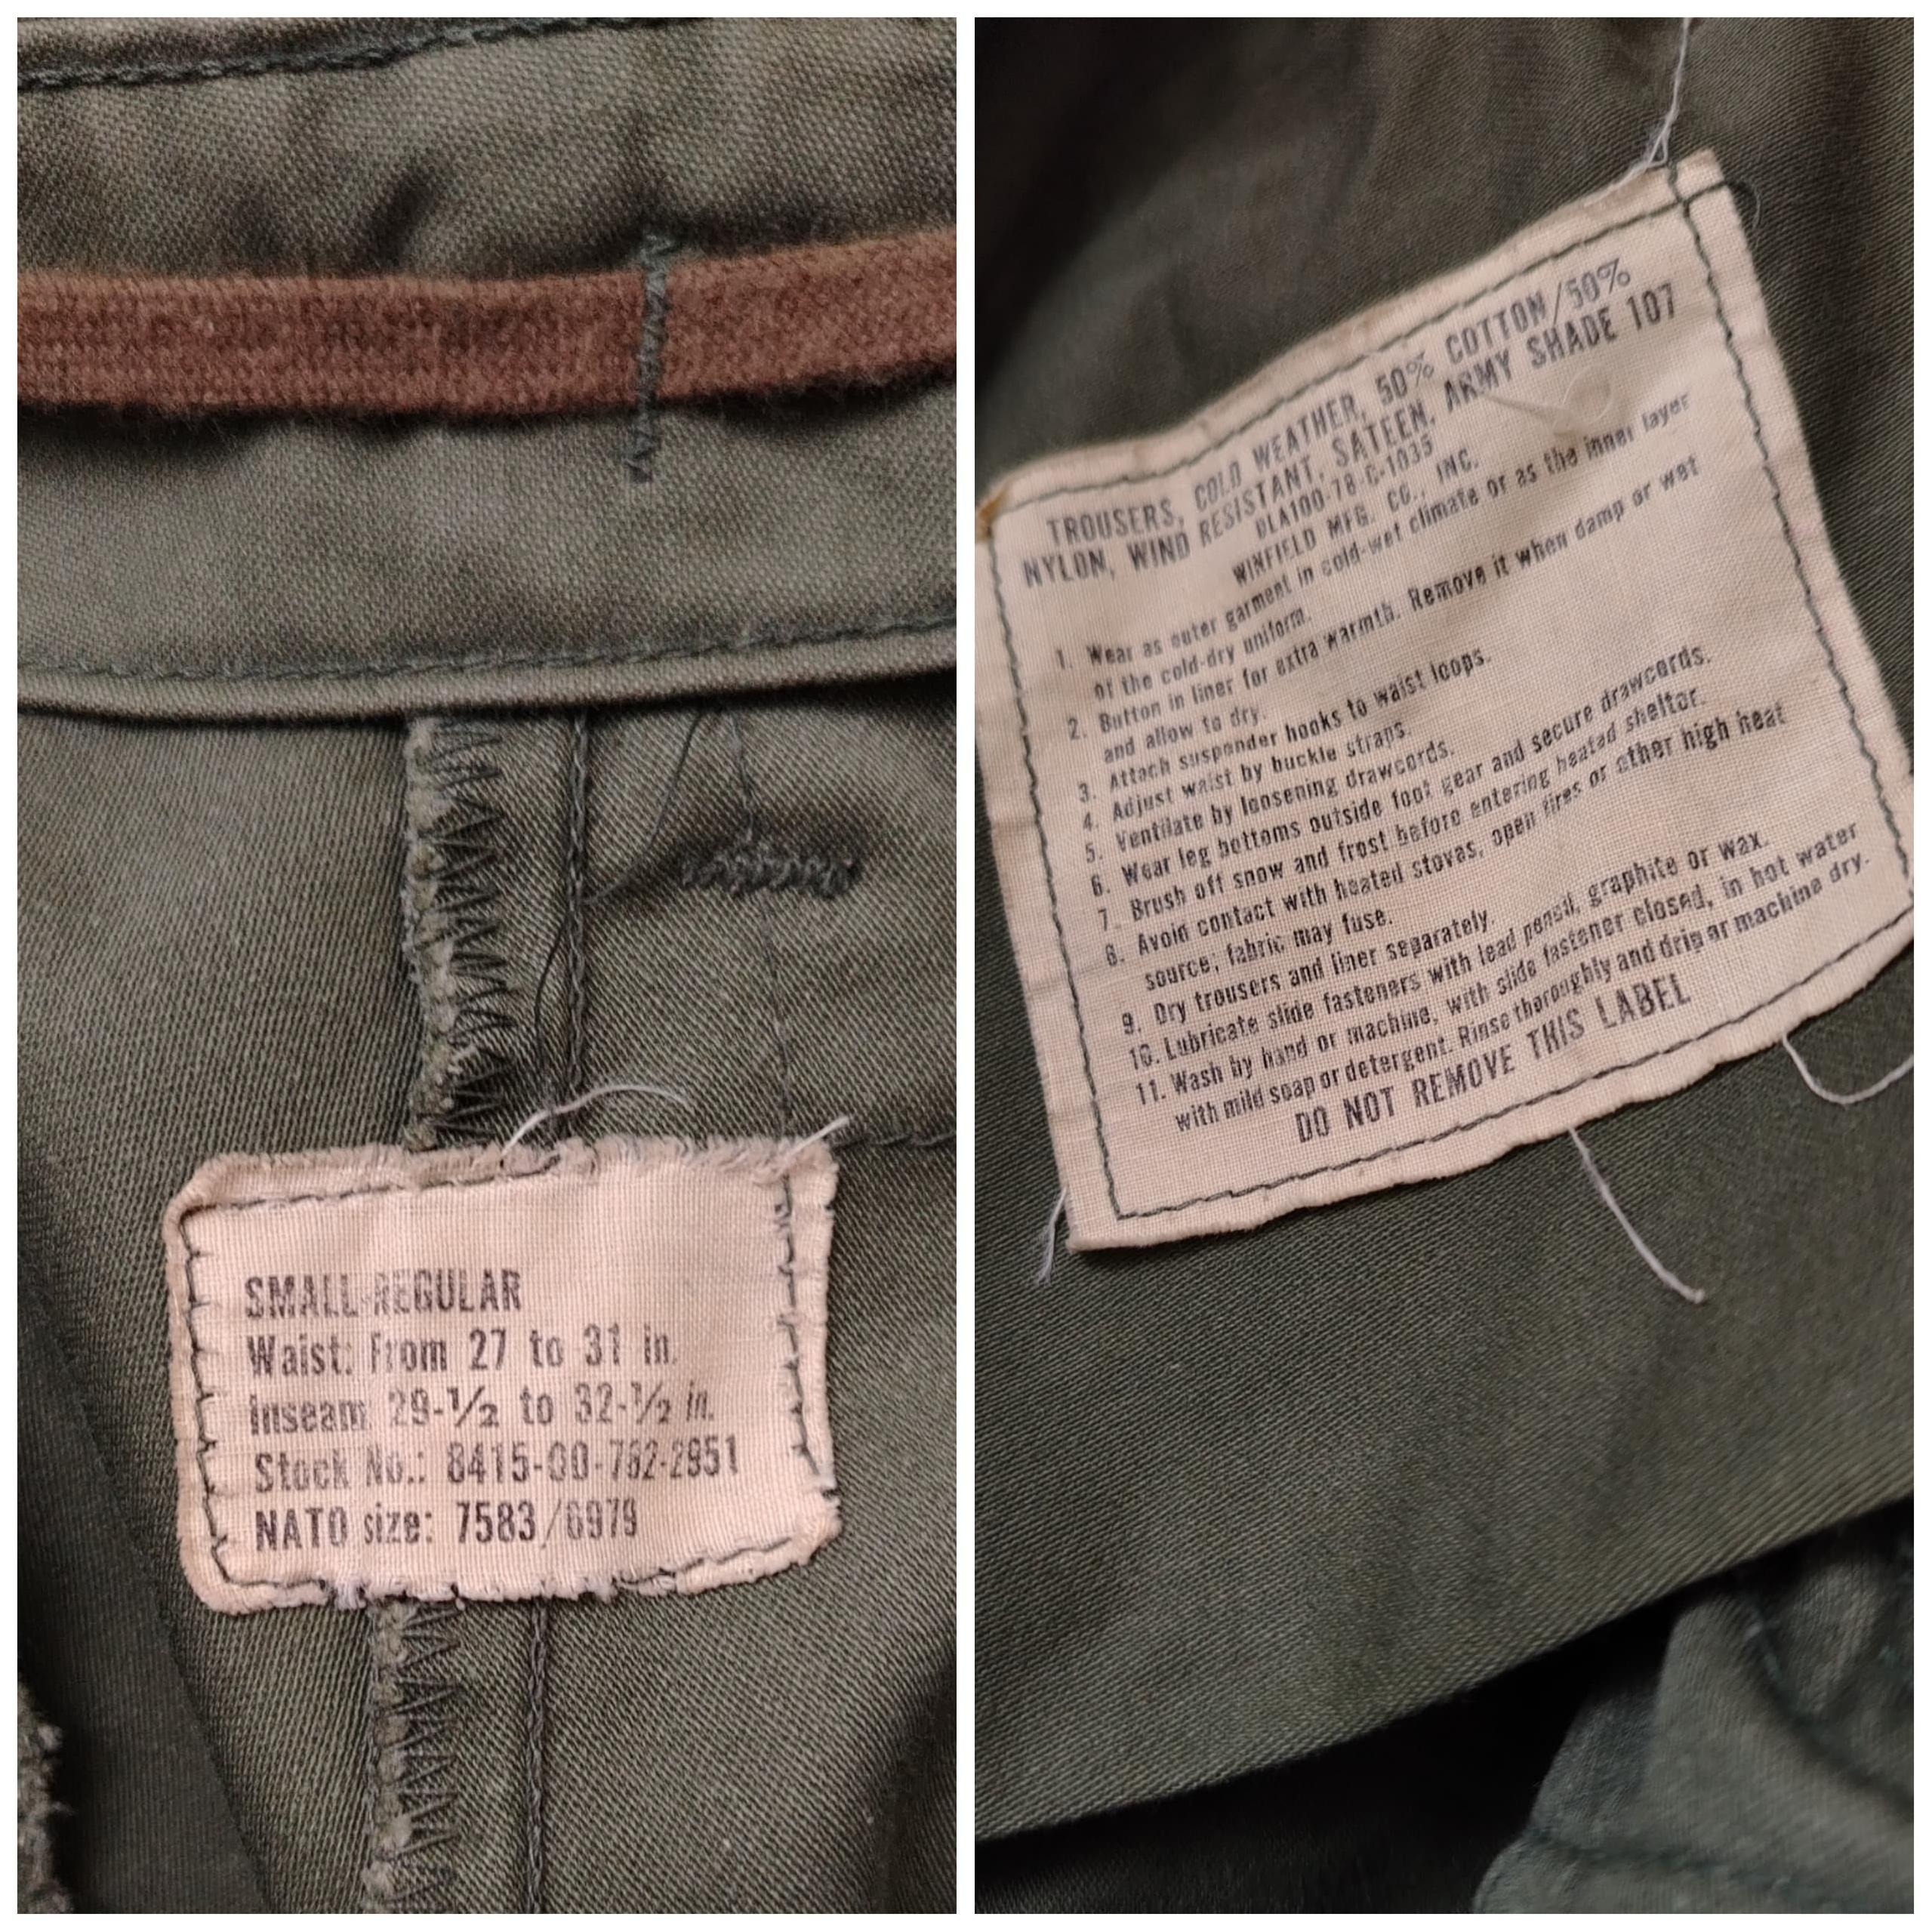 SMALL-REGULAR
Waist: From 27 to 31 in.
Inseam 29-½ to 32-½ in.
Stock No.: 8415-00-782-2951
NATO size: 7583/6979
TROUSERS, COLD WEATHER, 50% COTTON/50%
NYLON, WIND RESISTANT, SATEEN, ARMY SHADE 107
DLA100-78-C-1035
WINFIELD MFG. CO., INC.
1. Wear as outer garment in cold-wet climate or as the inner layer
of the cold-dry uniform.
2. Button in liner for extra warmth. Remove it when damp or wet
and allow to dry.
3. Attach suspender hooks to waist loops.
4. Adjust waist by buckle straps.
5. Ventilate by loosening drawcords.
6. Wear leg bottoms outside foot gear and secure drawcords.
7. Brush off snow and frost before entering heated shelter.
8. Avoid contact with heated stoves, open fires or other high heat
source, fabric may fuse.
9. Dry trousers and liner separately.
10. Lubricate slide fasteners with lead pencil, graphite or wax.
11. Wash by hand or machine, with slide fastener closed, in hot water
with mild soap or detergent. Rinse thoroughly and drip or machine dry.
DO NOT REMOVE THIS LABEL